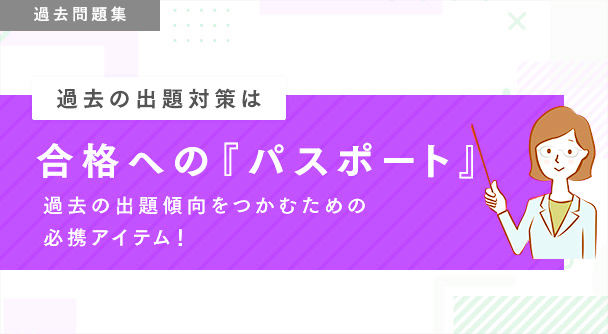 過去問題集
過去の出題対策は
合格への『パスポート』
過去の出題傾向をつかむための
必携アイテム!